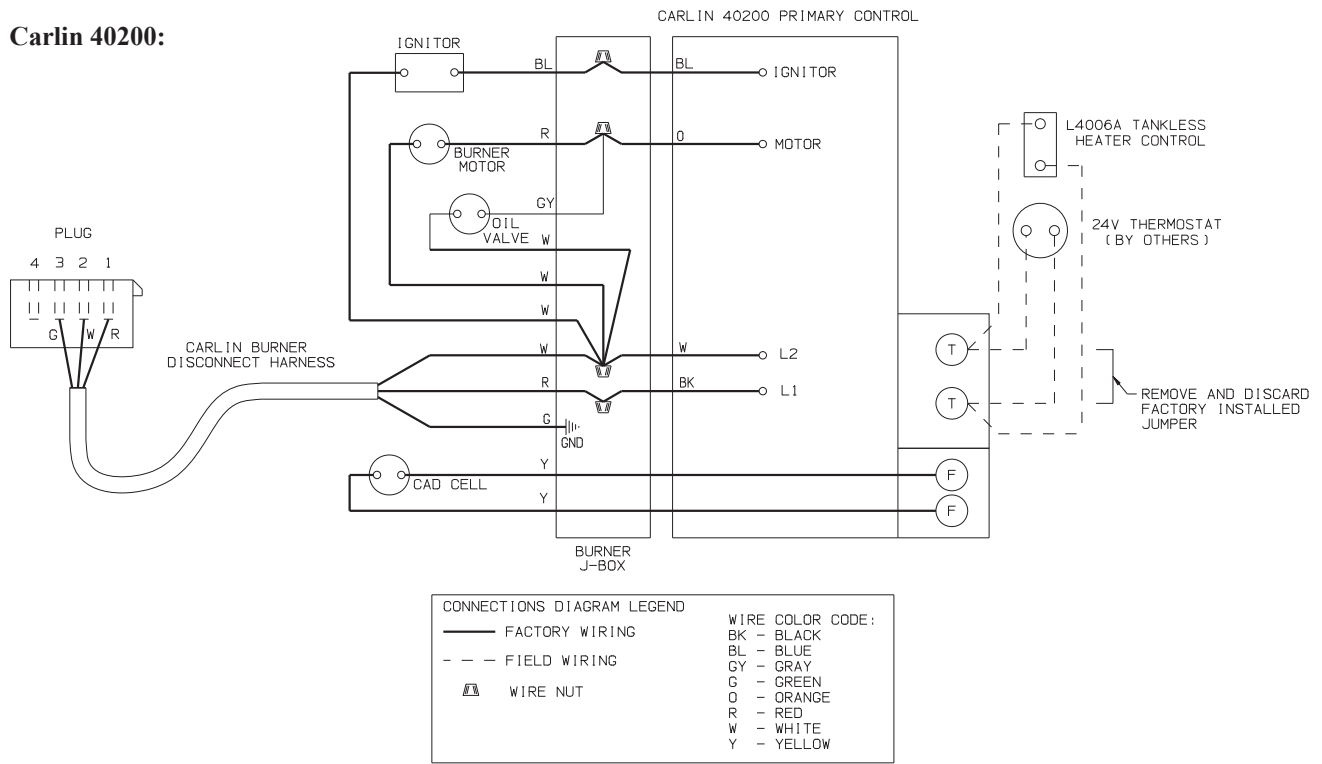 CARLIN 40200 PRIMARY CONTROL
Carlin 40200:
IGNITOR
BL
BL
IGNITOR
R
O
MOTOR
BURNER
MOTOR
L4006A TANKLESS
HEATER CONTROL
GY
OIL
VALVE
W
24V THERMOSTAT
(BY OTHERS)
PLUG
4 3 2 1
W
W
G W R
CARLIN BURNER
DISCONNECT HARNESS
W
W
L2
T
R
BK
L1
T
REMOVE AND DISCARD
FACTORY INSTALLED
JUMPER
G
GND
Y
CAD CELL
F
Y
F
BURNER
J-BOX
CONNECTIONS DIAGRAM LEGEND
FACTORY WIRING
FIELD WIRING
WIRE NUT
WIRE COLOR CODE:
BK - BLACK
BL - BLUE
GY - GRAY
G - GREEN
O - ORANGE
R - RED
W - WHITE
Y - YELLOW